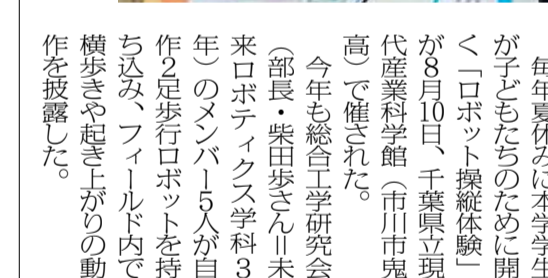 毎年夏休みに本学学生
が子どもたちのために開
く「ロボット操縦体験」
が8月10日、千葉県立現
代産業科学館（市川市鬼
高）で催された。
今年も総合工学研究会
（部長・柴田歩さん＝未
来ロボティクス学科3
年）のメンバー5人が自
作2足歩行ロボットを持
ち込み、フィールド内で
横歩きや起き上がりの動
作を披露した。